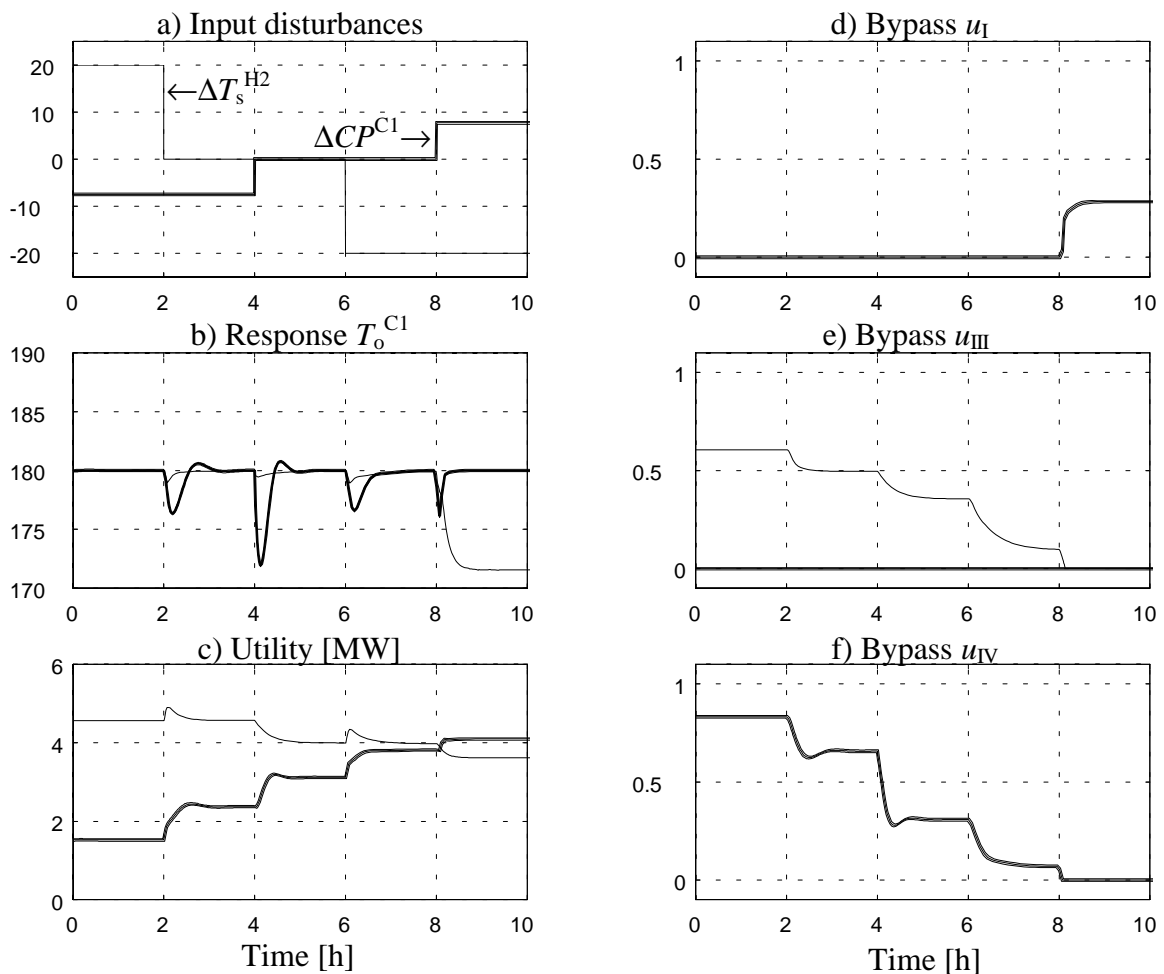 a) Input disturbances
20
10
0
-10
-20
←ΔTₛᴴ²
ΔCPᶜ¹→
0 2 4 6 8 10
b) Response Tₒᶜ¹
190
185
180
175
170
0 2 4 6 8 10
c) Utility [MW]
6
4
2
0
0 2 4 6 8 10
Time [h]
d) Bypass u_I
1
0.5
0
0 2 4 6 8 10
e) Bypass u_III
1
0.5
0
0 2 4 6 8 10
f) Bypass u_IV
1
0.5
0
0 2 4 6 8 10
Time [h]